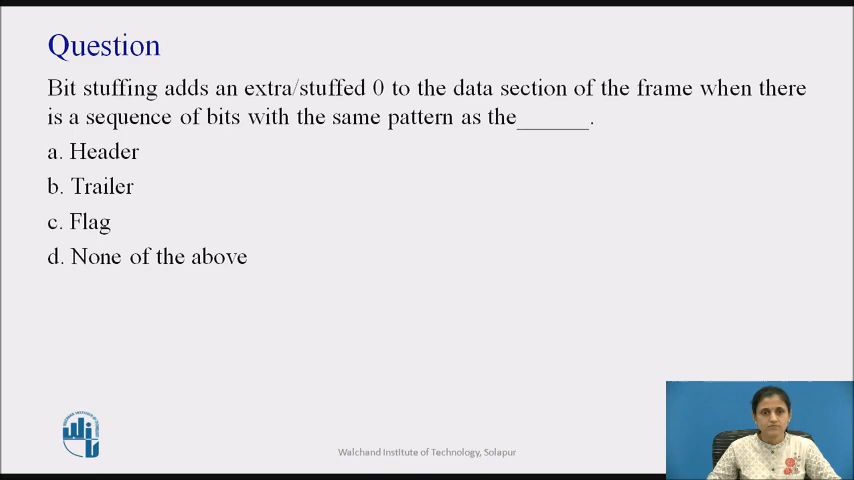 Question
Bit stuffing adds an extra/stuffed 0 to the data section of the frame when there
is a sequence of bits with the same pattern as the______.
a. Header
b. Trailer
c. Flag
d. None of the above
Walchand Institute of Technology, Solapur